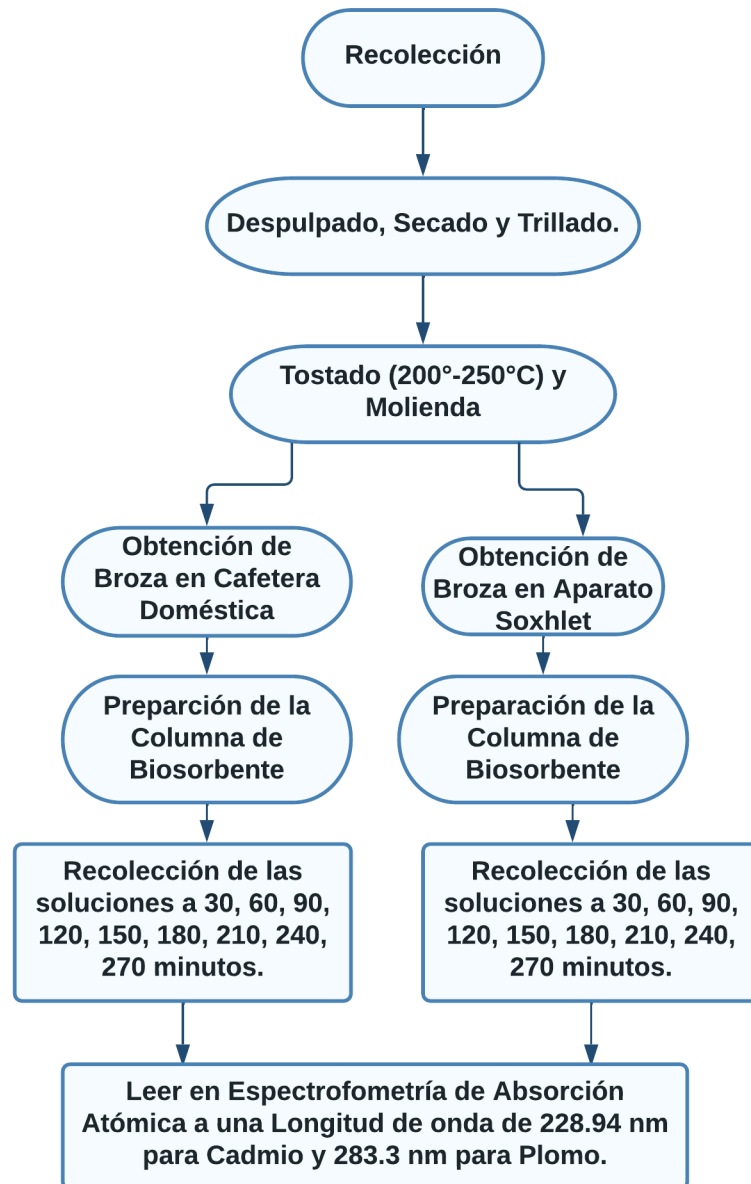 Recolección
Despulpado, Secado y Trillado.
Tostado (200°-250°C) y
Molienda
Obtención de
Broza en Cafetera
Doméstica
Obtención de
Broza en Aparato
Soxhlet
Preparción de la
Columna de
Biosorbente
Preparación de la
Columna de
Biosorbente
Recolección de las
soluciones a 30, 60, 90,
120, 150, 180, 210, 240,
270 minutos.
Recolección de las
soluciones a 30, 60, 90,
120, 150, 180, 210, 240,
270 minutos.
Leer en Espectrofometría de Absorción
Atómica a una Longitud de onda de 228.94 nm
para Cadmio y 283.3 nm para Plomo.